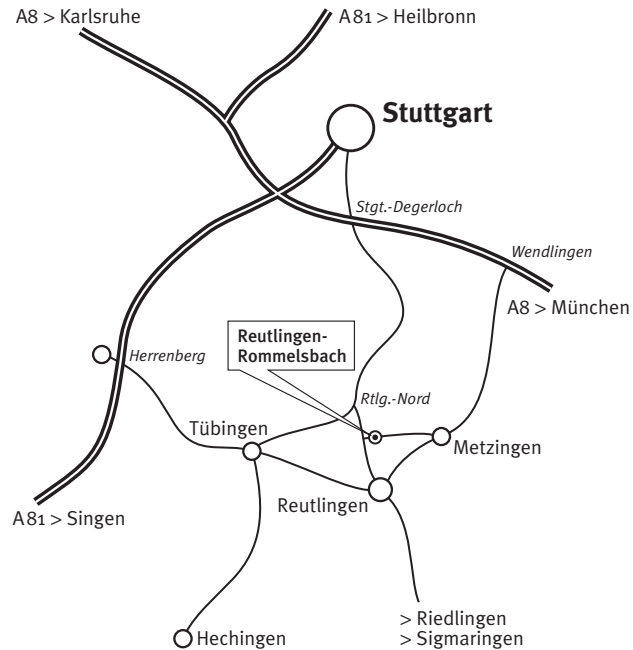 A8 > Karlsruhe
A81 > Heilbronn
Stuttgart
Stgt.-Degerloch
Wendlingen
A8 > München
Reutlingen-
Rommelsbach
Herrenberg
Rtlg.-Nord
Tübingen
Metzingen
Reutlingen
A81 > Singen
> Riedlingen
> Sigmaringen
Hechingen